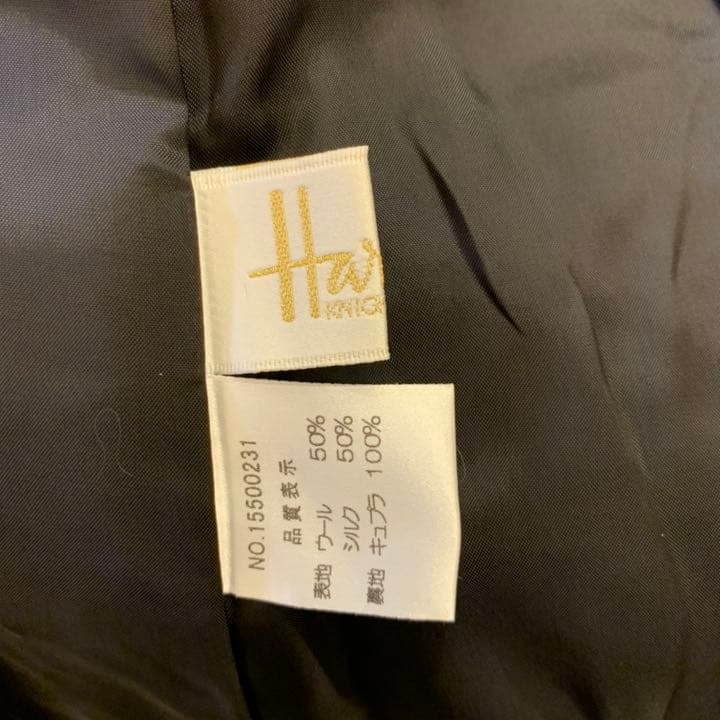 Har
KNIGH
NO.15500231
品質表示
表地 ウール 50%
シルク 50%
裏地 キュプラ 100%